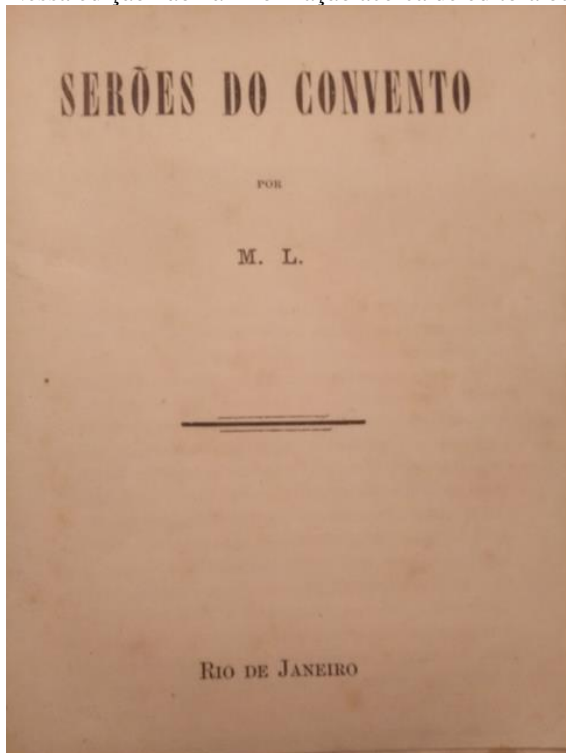 SERÕES DO CONVENTO
POR
M. L.
RIO DE JANEIRO